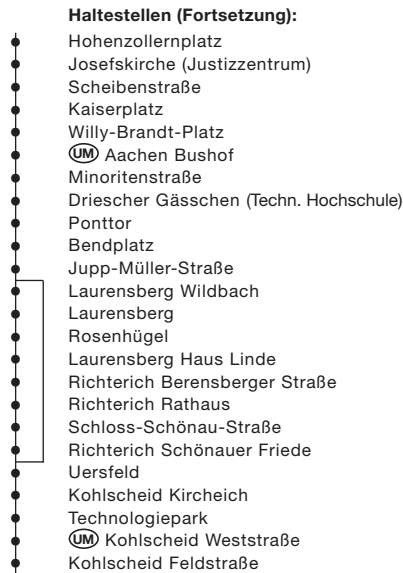 Haltestellen (Fortsetzung):
Hohenzollernplatz
Josefskirche (Justizzentrum)
Scheibenstraße
Kaiserplatz
Willy-Brandt-Platz
UM Aachen Bushof
Minoritenstraße
Driescher Gässchen (Techn. Hochschule)
Ponttor
Bendplatz
Jupp-Müller-Straße
Laurensberg Wildbach
Laurensberg
Rosenhügel
Laurensberg Haus Linde
Richterich Berensberger Straße
Richterich Rathaus
Schloss-Schönau-Straße
Richterich Schönauer Friede
Uersfeld
Kohlscheid Kircheich
Technologiepark
UM Kohlscheid Weststraße
Kohlscheid Feldstraße